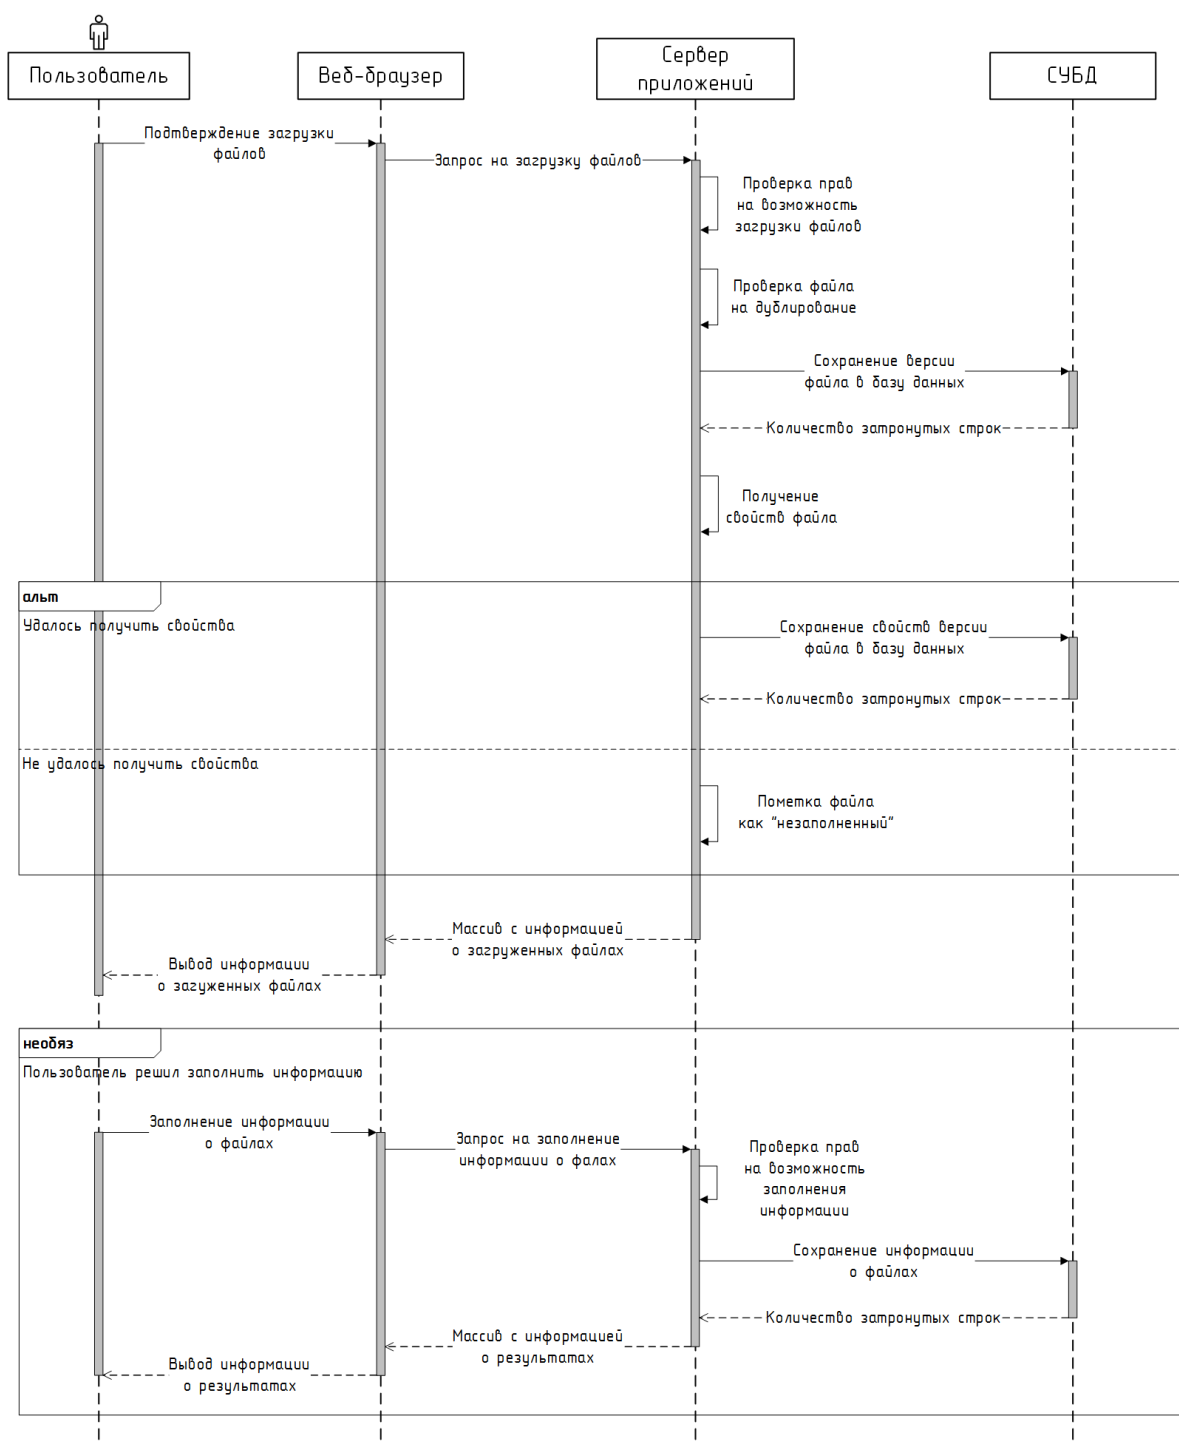 Пользователь
Веб-браузер
Сервер
приложений
СУБД
Подтверждение загрузки
файлов
Запрос на загрузку файлов
Проверка прав
на возможность
загрузки файлов
Проверка файла
на дублирование
Сохранение версии
файла в базу данных
Количество затронутых строк
Получение
свойств файла
альт
Удалось получить свойства
Сохранение свойств версии
файла в базу данных
Количество затронутых строк
Не удалось получить свойства
Пометка файла
как "незаполненный"
Массив с информацией
о загруженных файлах
Вывод информации
о загуженных файлах
необяз
Пользователь решил заполнить информацию
Заполнение информации
о файлах
Запрос на заполнение
информации о фалах
Проверка прав
на возможность
заполнения
информации
Сохранение информации
о файлах
Количество затронутых строк
Массив с информацией
о результатах
Вывод информации
о результатах